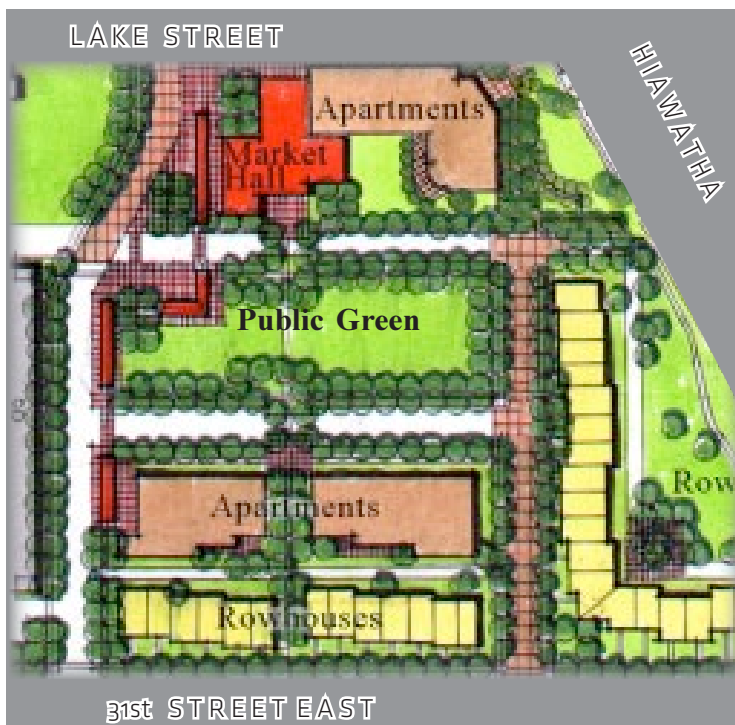 LAKE STREET
HIAWATHA
Apartments
Market
Hall
Public Green
Row
Apartments
Rowhouses
31st STREET EAST